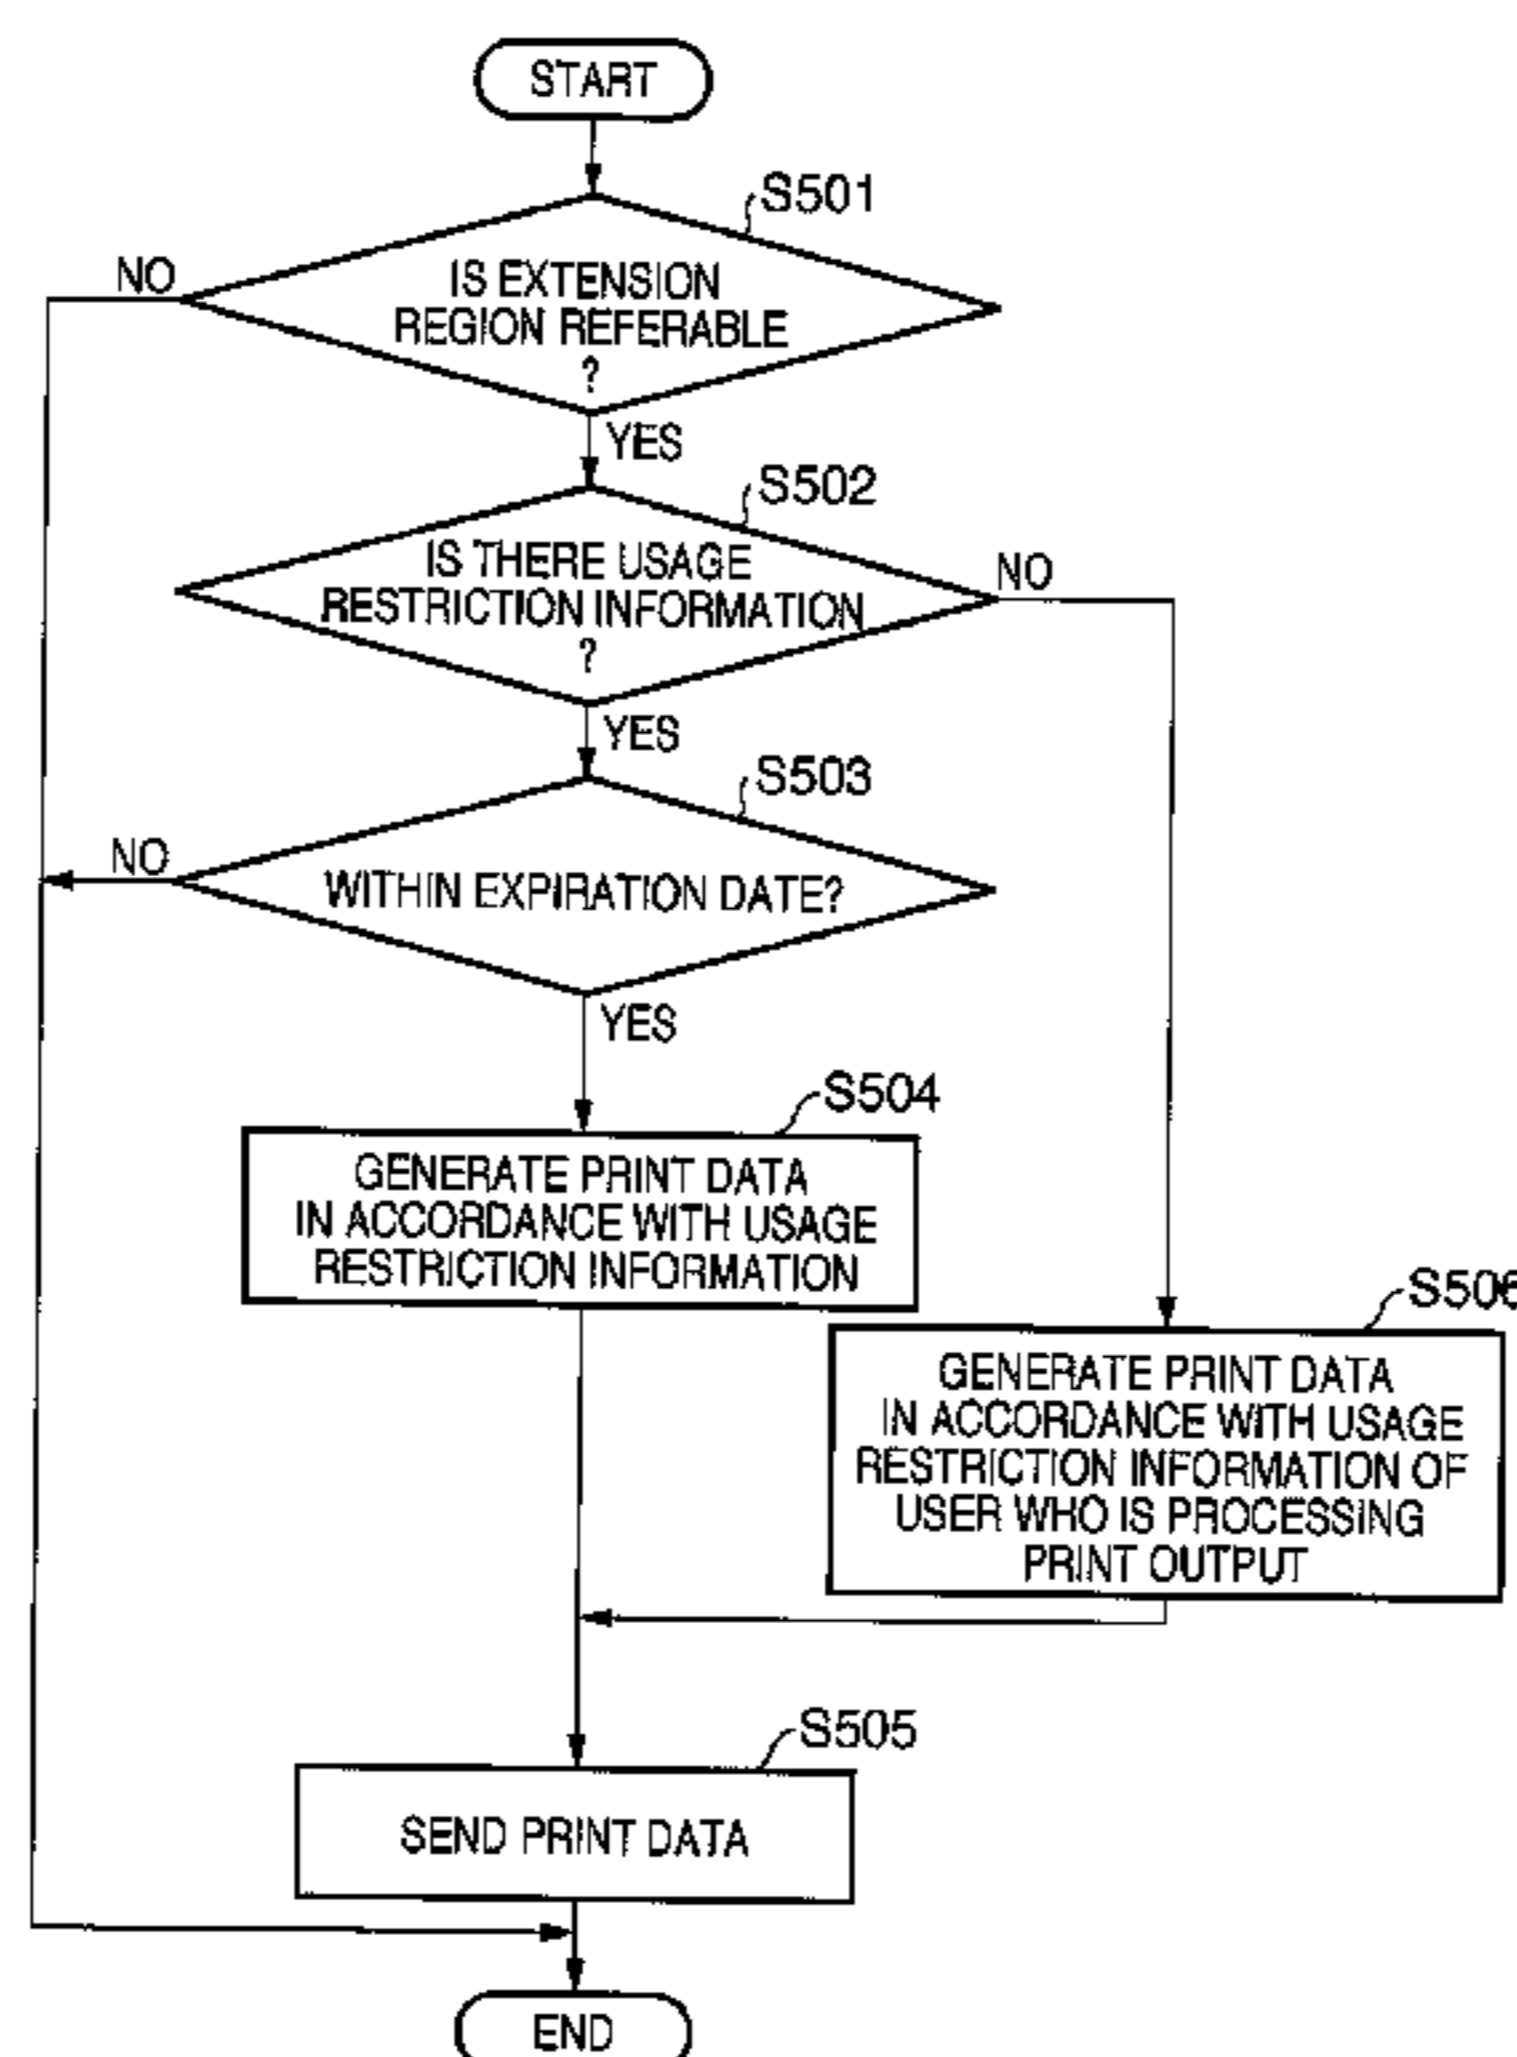 START
S501
NO
IS EXTENSION
REGION REFERABLE
?
YES
S502
IS THERE USAGE
RESTRICTION INFORMATION
?
NO
YES
S503
NO
WITHIN EXPIRATION DATE?
YES
S504
GENERATE PRINT DATA
IN ACCORDANCE WITH USAGE
RESTRICTION INFORMATION
S506
GENERATE PRINT DATA
IN ACCORDANCE WITH USAGE
RESTRICTION INFORMATION OF
USER WHO IS PROCESSING
PRINT OUTPUT
S505
SEND PRINT DATA
END